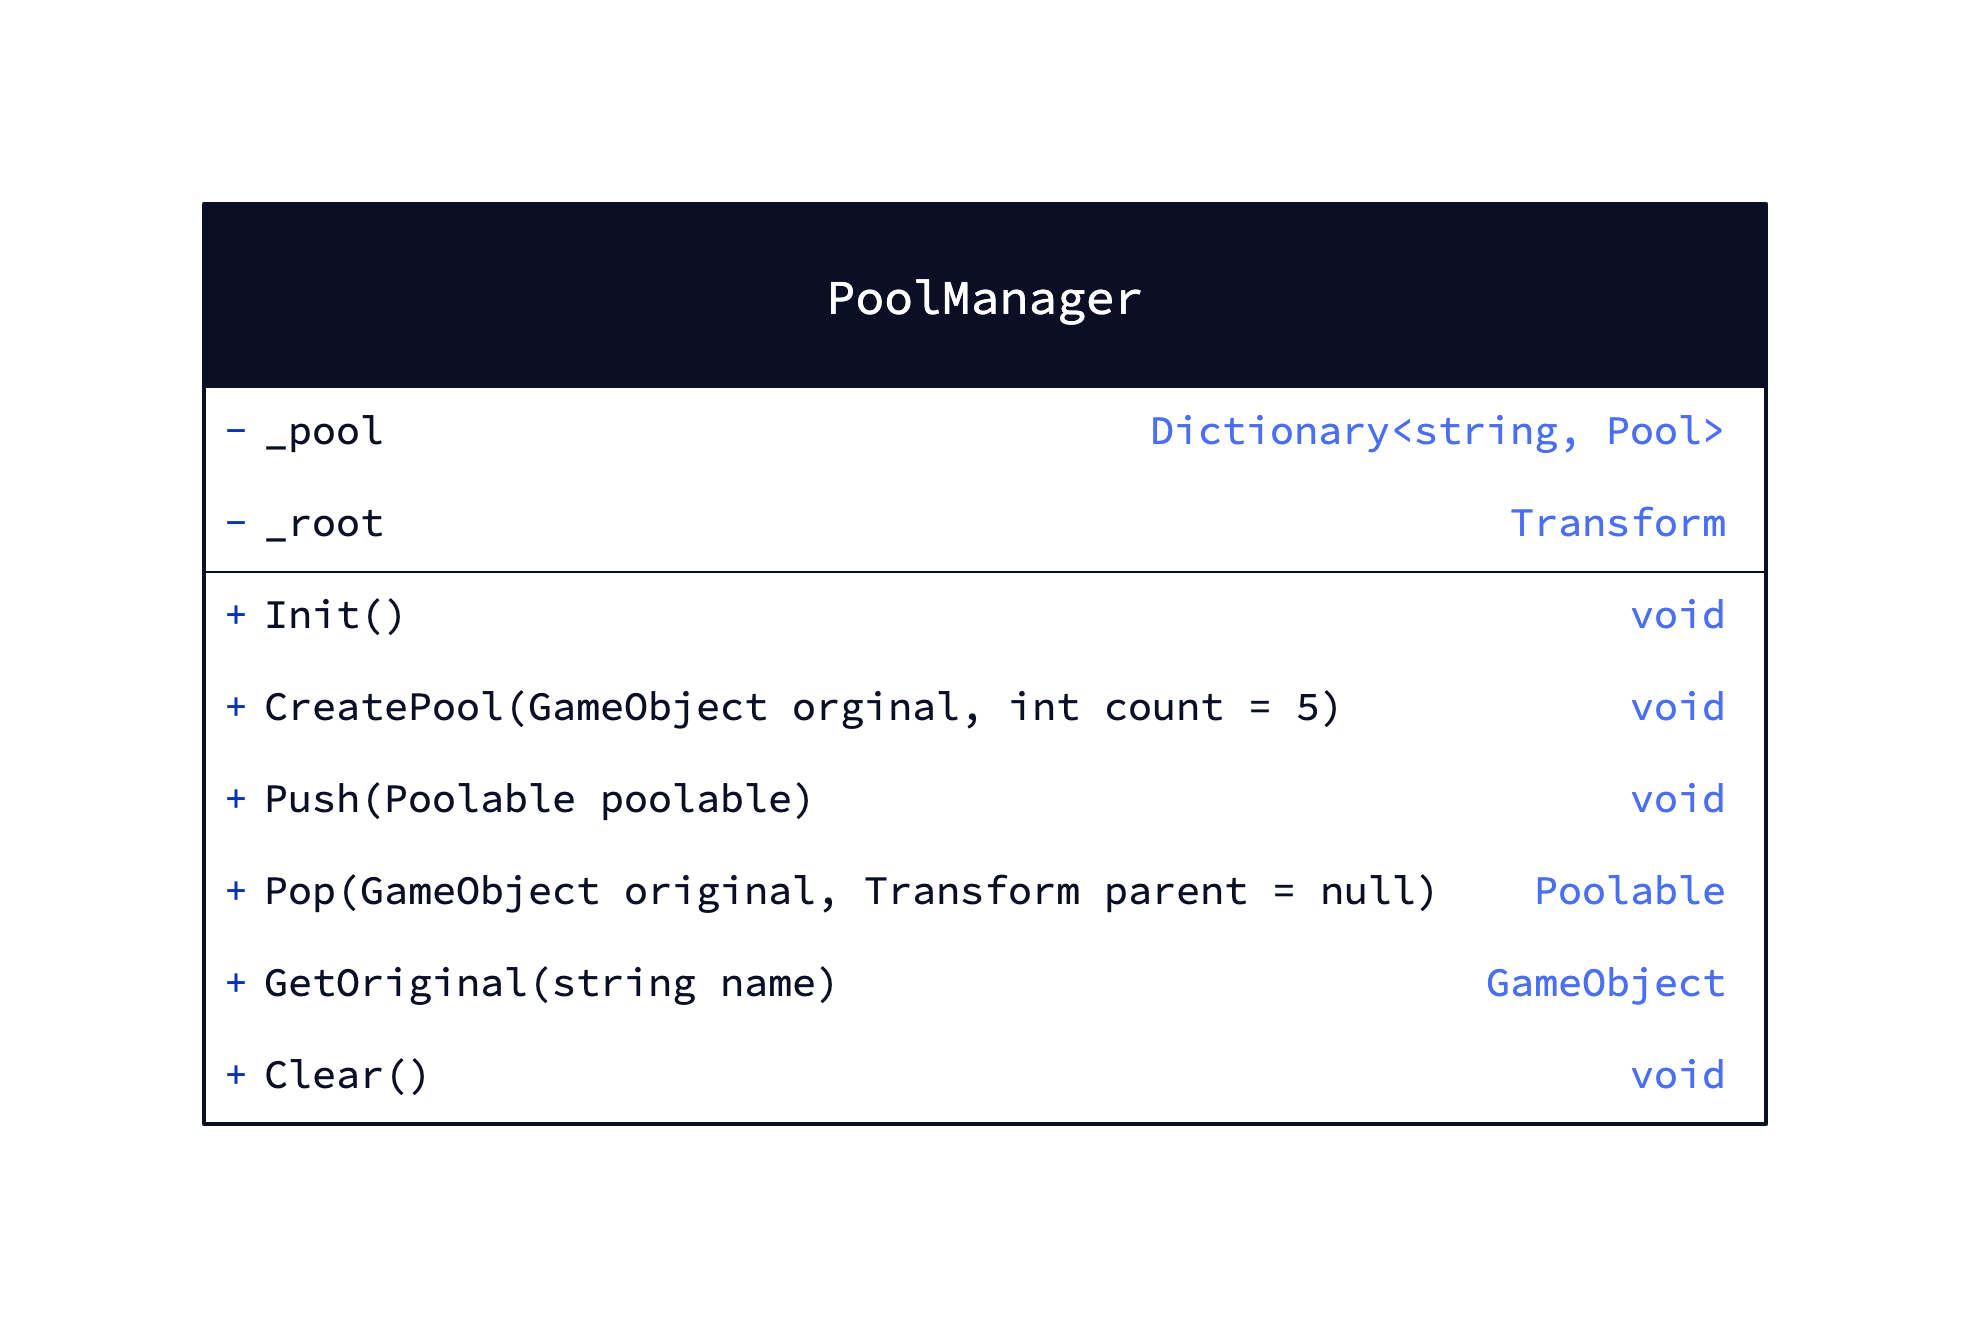 PoolManager
- _pool Dictionary<string, Pool>
- _root Transform
+ Init() void
+ CreatePool(GameObject orginal, int count = 5) void
+ Push(Poolable poolable) void
+ Pop(GameObject original, Transform parent = null) Poolable
+ GetOriginal(string name) GameObject
+ Clear() void